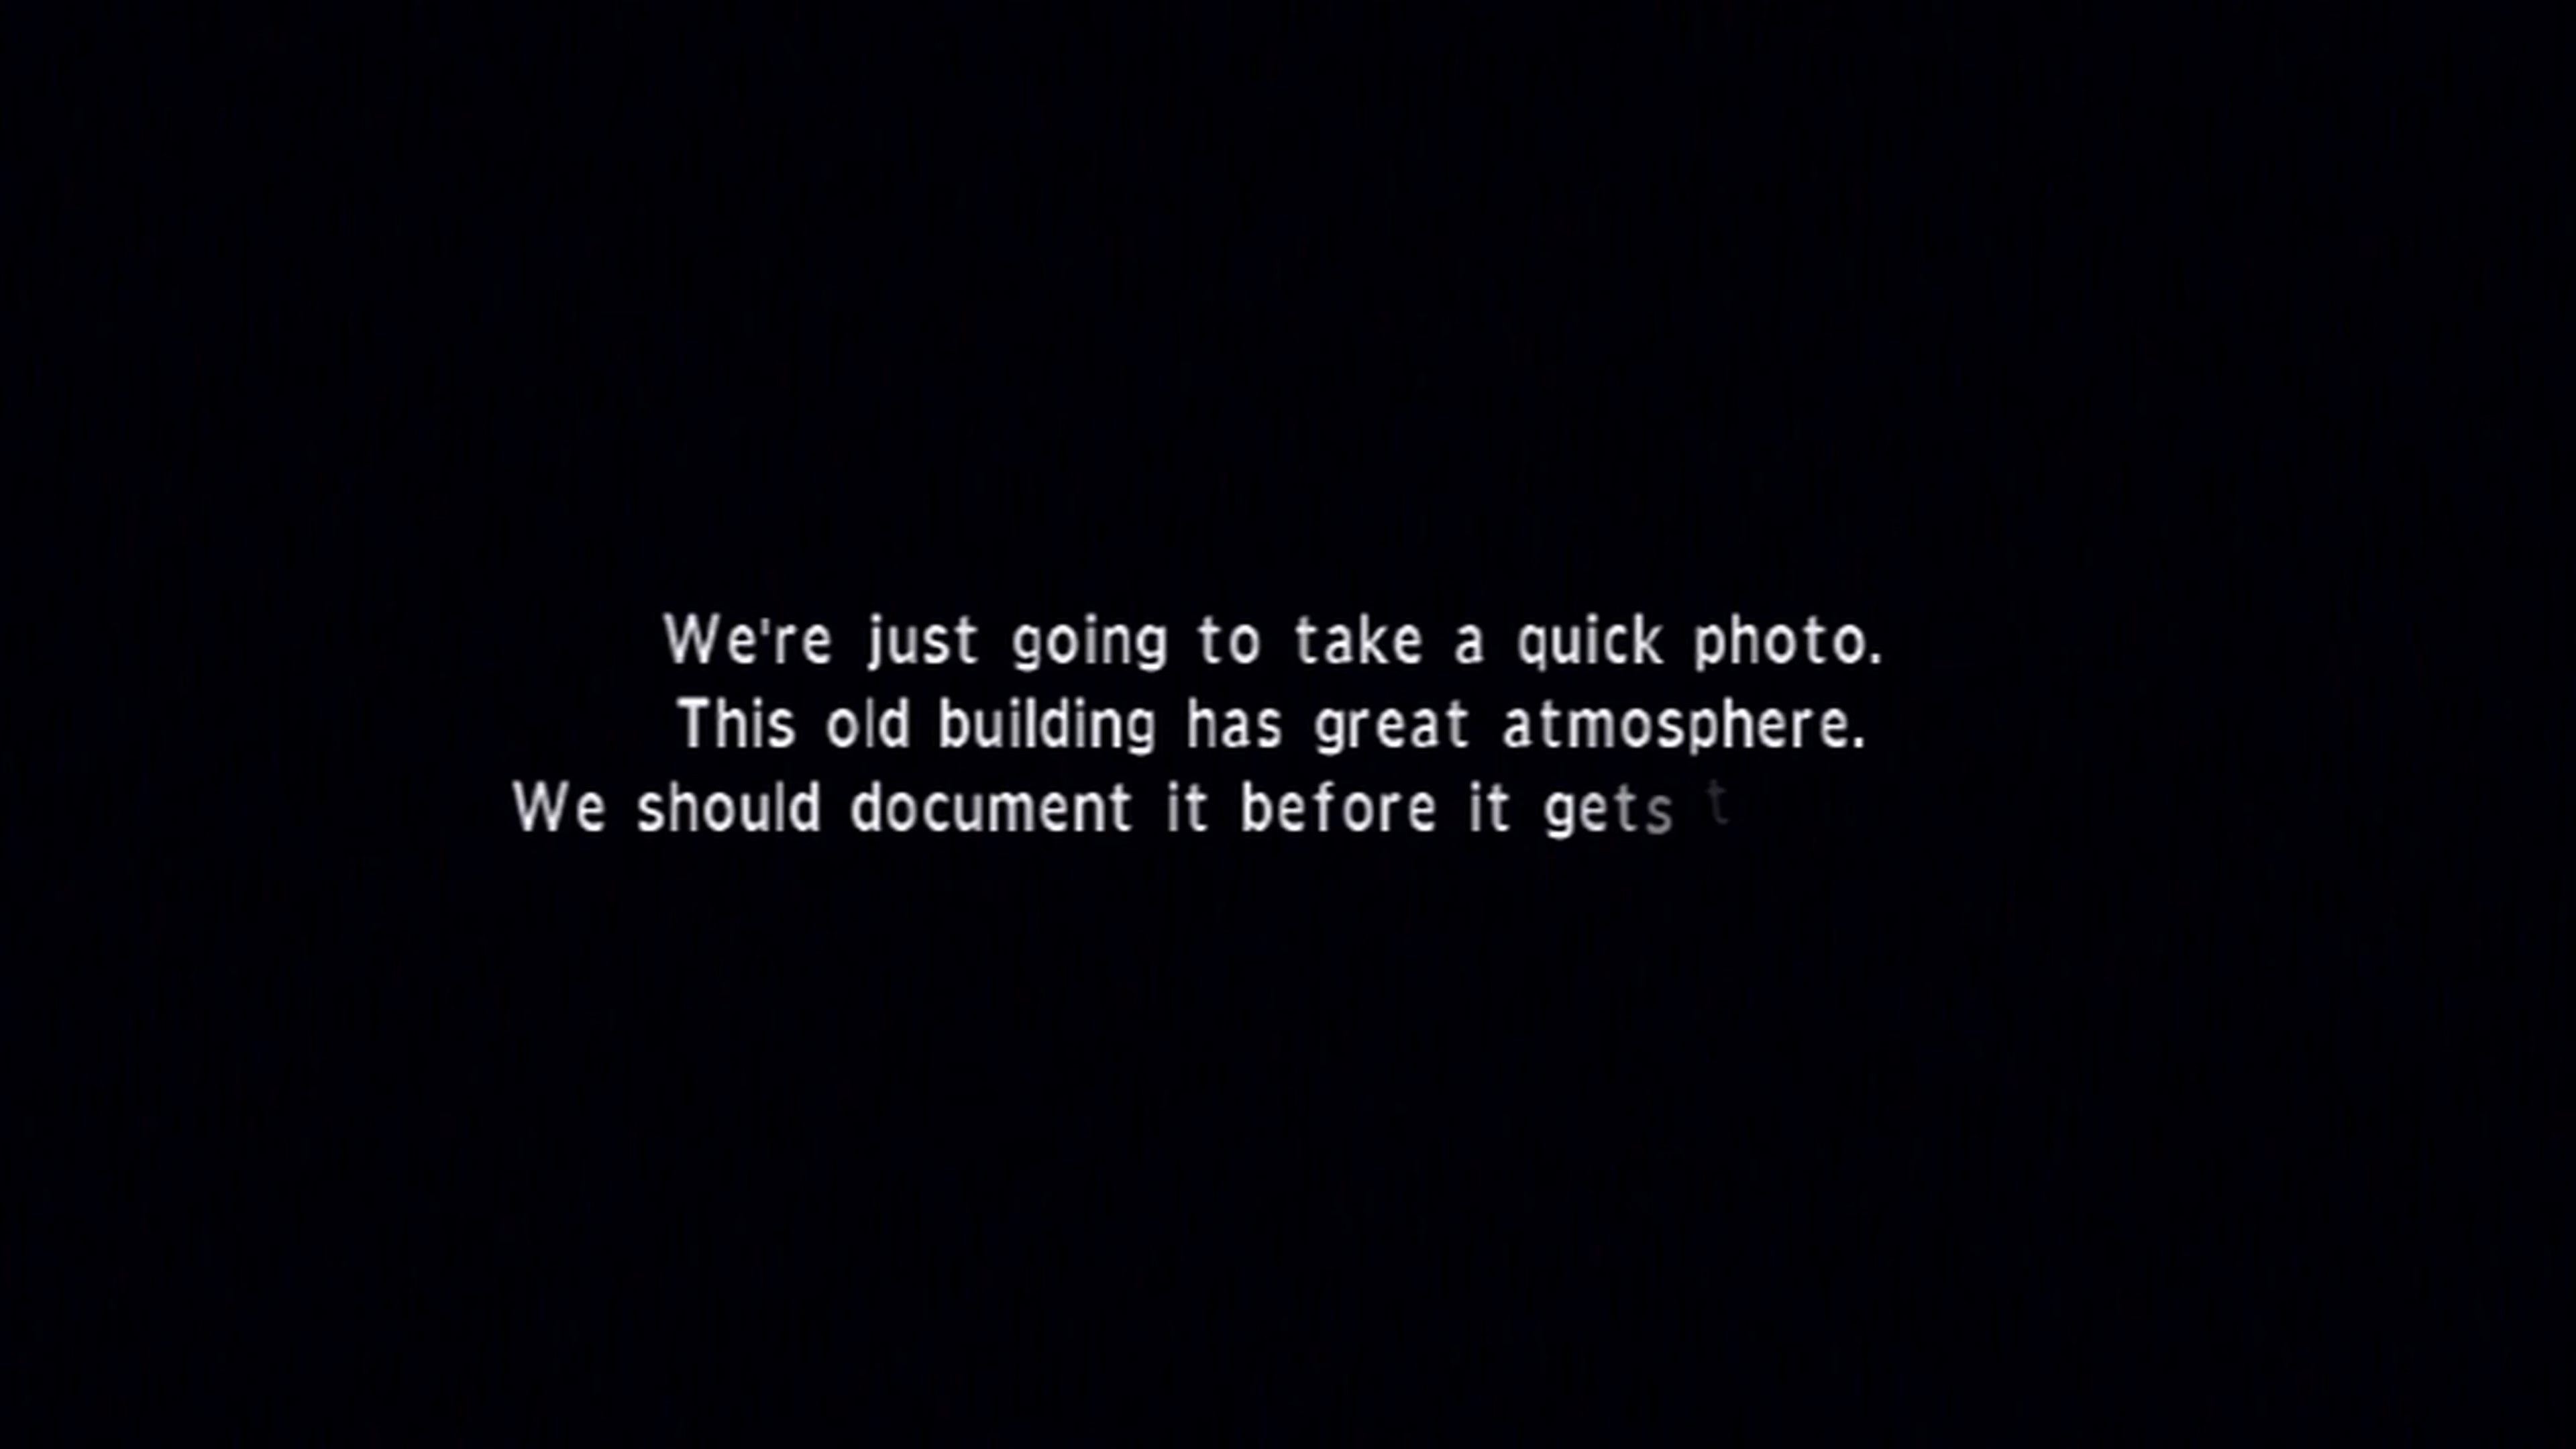 We're just going to take a quick photo.
This old building has great atmosphere.
We should document it before it gets t